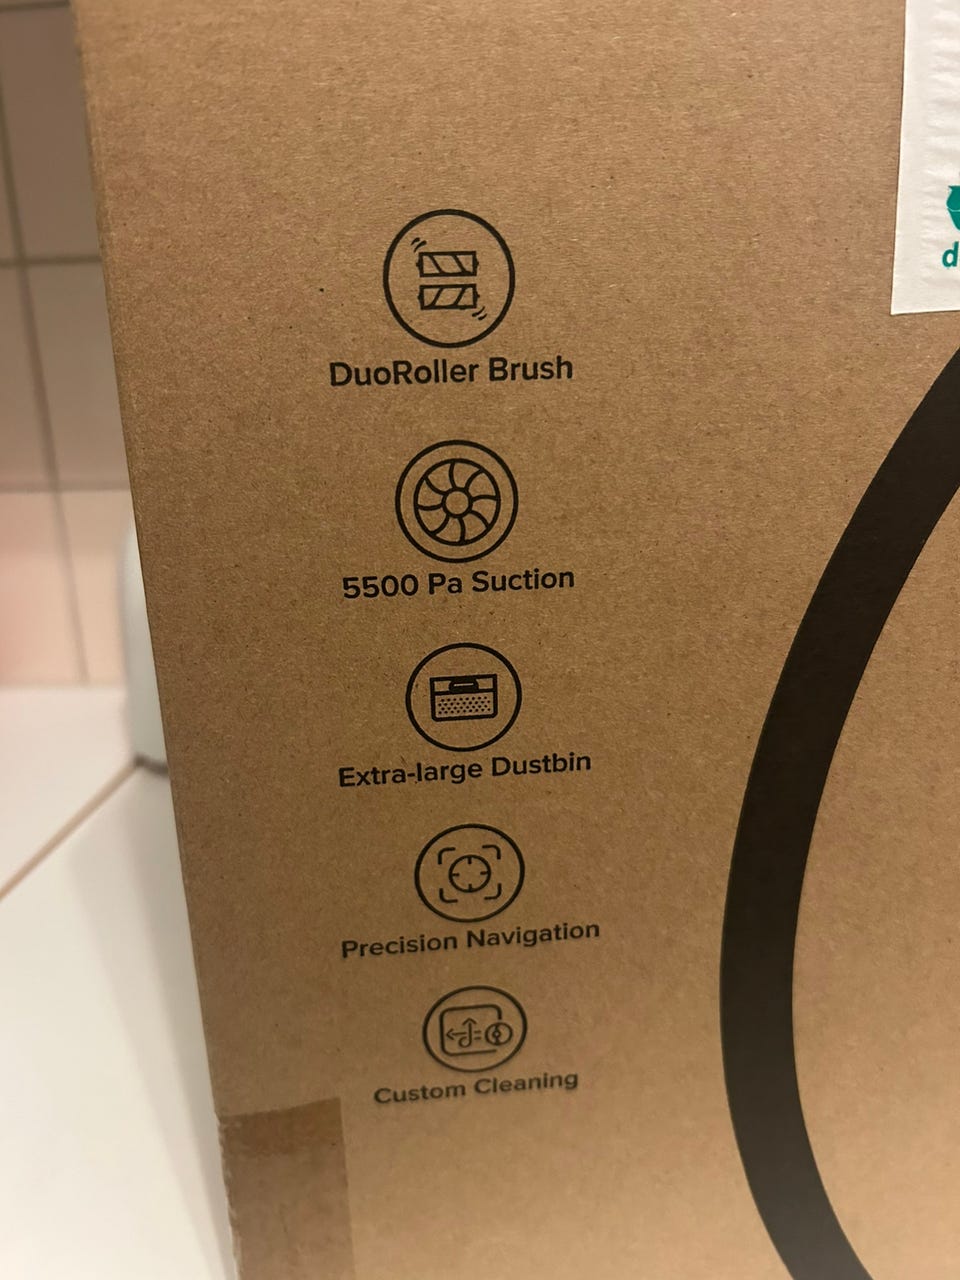 DuoRoller Brush
5500 Pa Suction
Extra-large Dustbin
Precision Navigation
Custom Cleaning